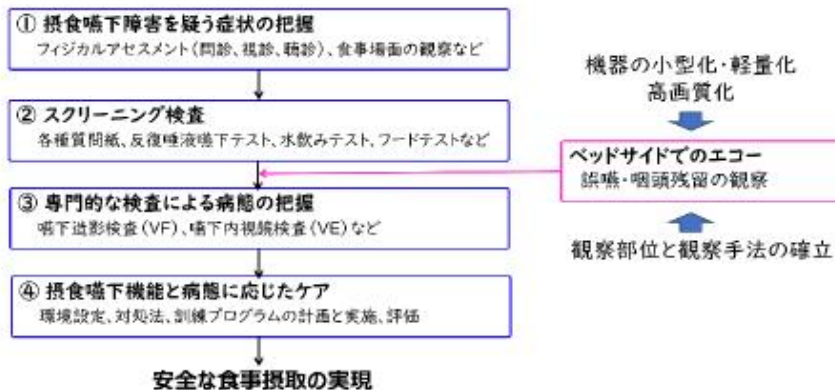 ① 摂食嚥下障害を疑う症状の把握
フィジカルアセスメント(問診、視診、聴診)、食事場面の観察など
② スクリーニング検査
各種質問紙、反復唾液嚥下テスト、水飲みテスト、フードテストなど
③ 専門的な検査による病態の把握
嚥下造影検査(VF)、嚥下内視鏡検査(VE)など
④ 摂食嚥下機能と病態に応じたケア
環境設定、対処法、訓練プログラムの計画と実施、評価
安全な食事摂取の実現
機器の小型化・軽量化
高画質化
ベッドサイドでのエコー
誤嚥・咽頭残留の観察
観察部位と観察手法の確立